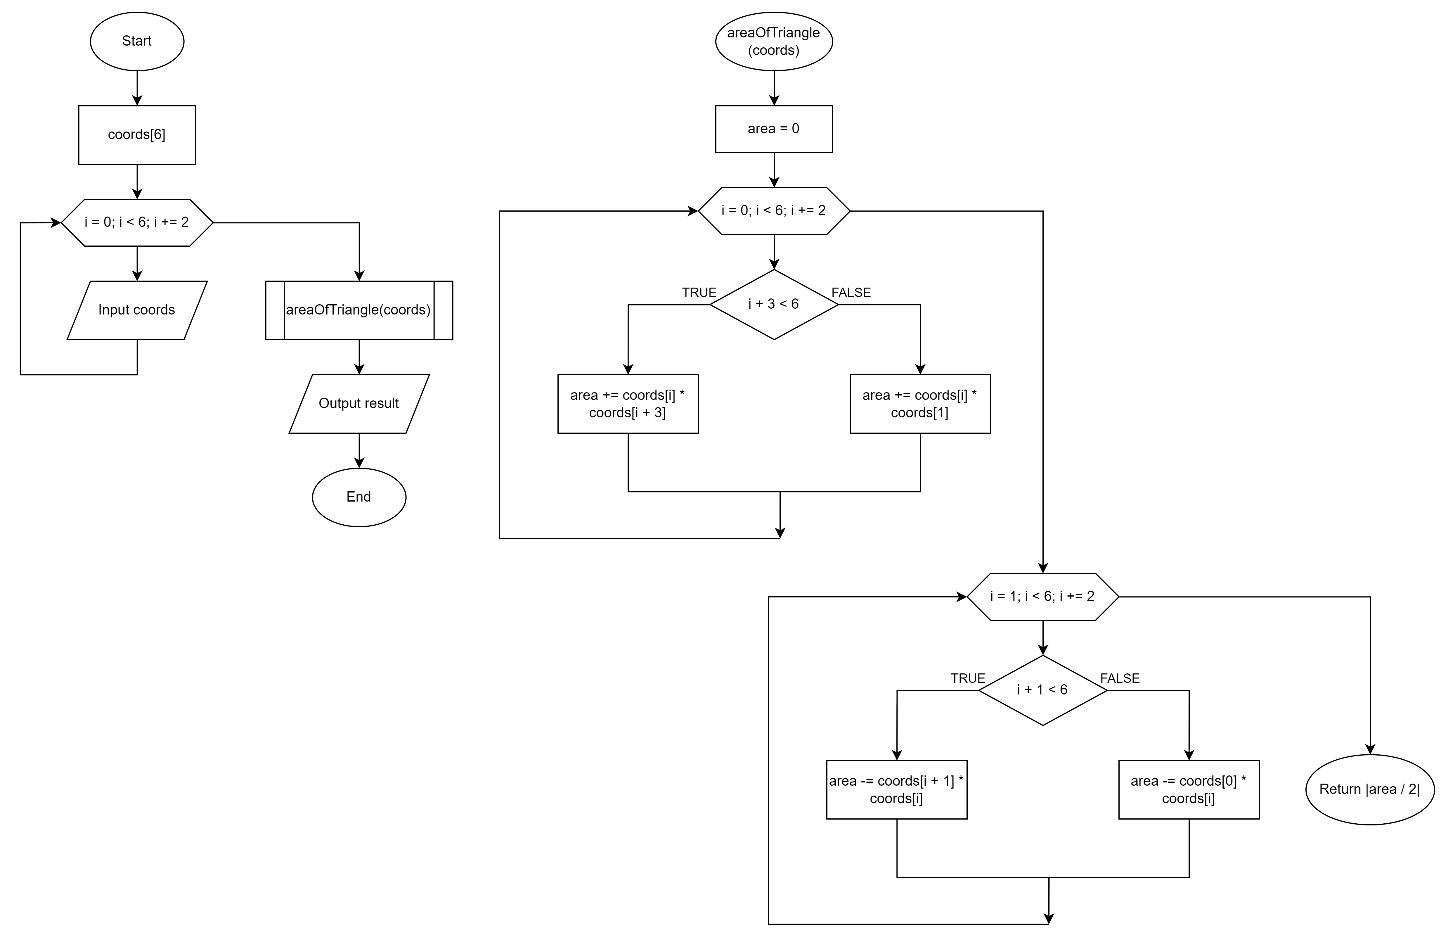 Start
coords[6]
i = 0; i < 6; i += 2
Input coords
areaOfTriangle(coords)
Output result
End
areaOfTriangle
(coords)
area = 0
i = 0; i < 6; i += 2
TRUE
i + 3 < 6
FALSE
area += coords[i] *
coords[i + 3]
area += coords[i] *
coords[1]
i = 1; i < 6; i += 2
TRUE
i + 1 < 6
FALSE
area -= coords[i + 1] *
coords[i]
area -= coords[0] *
coords[i]
Return |area / 2|